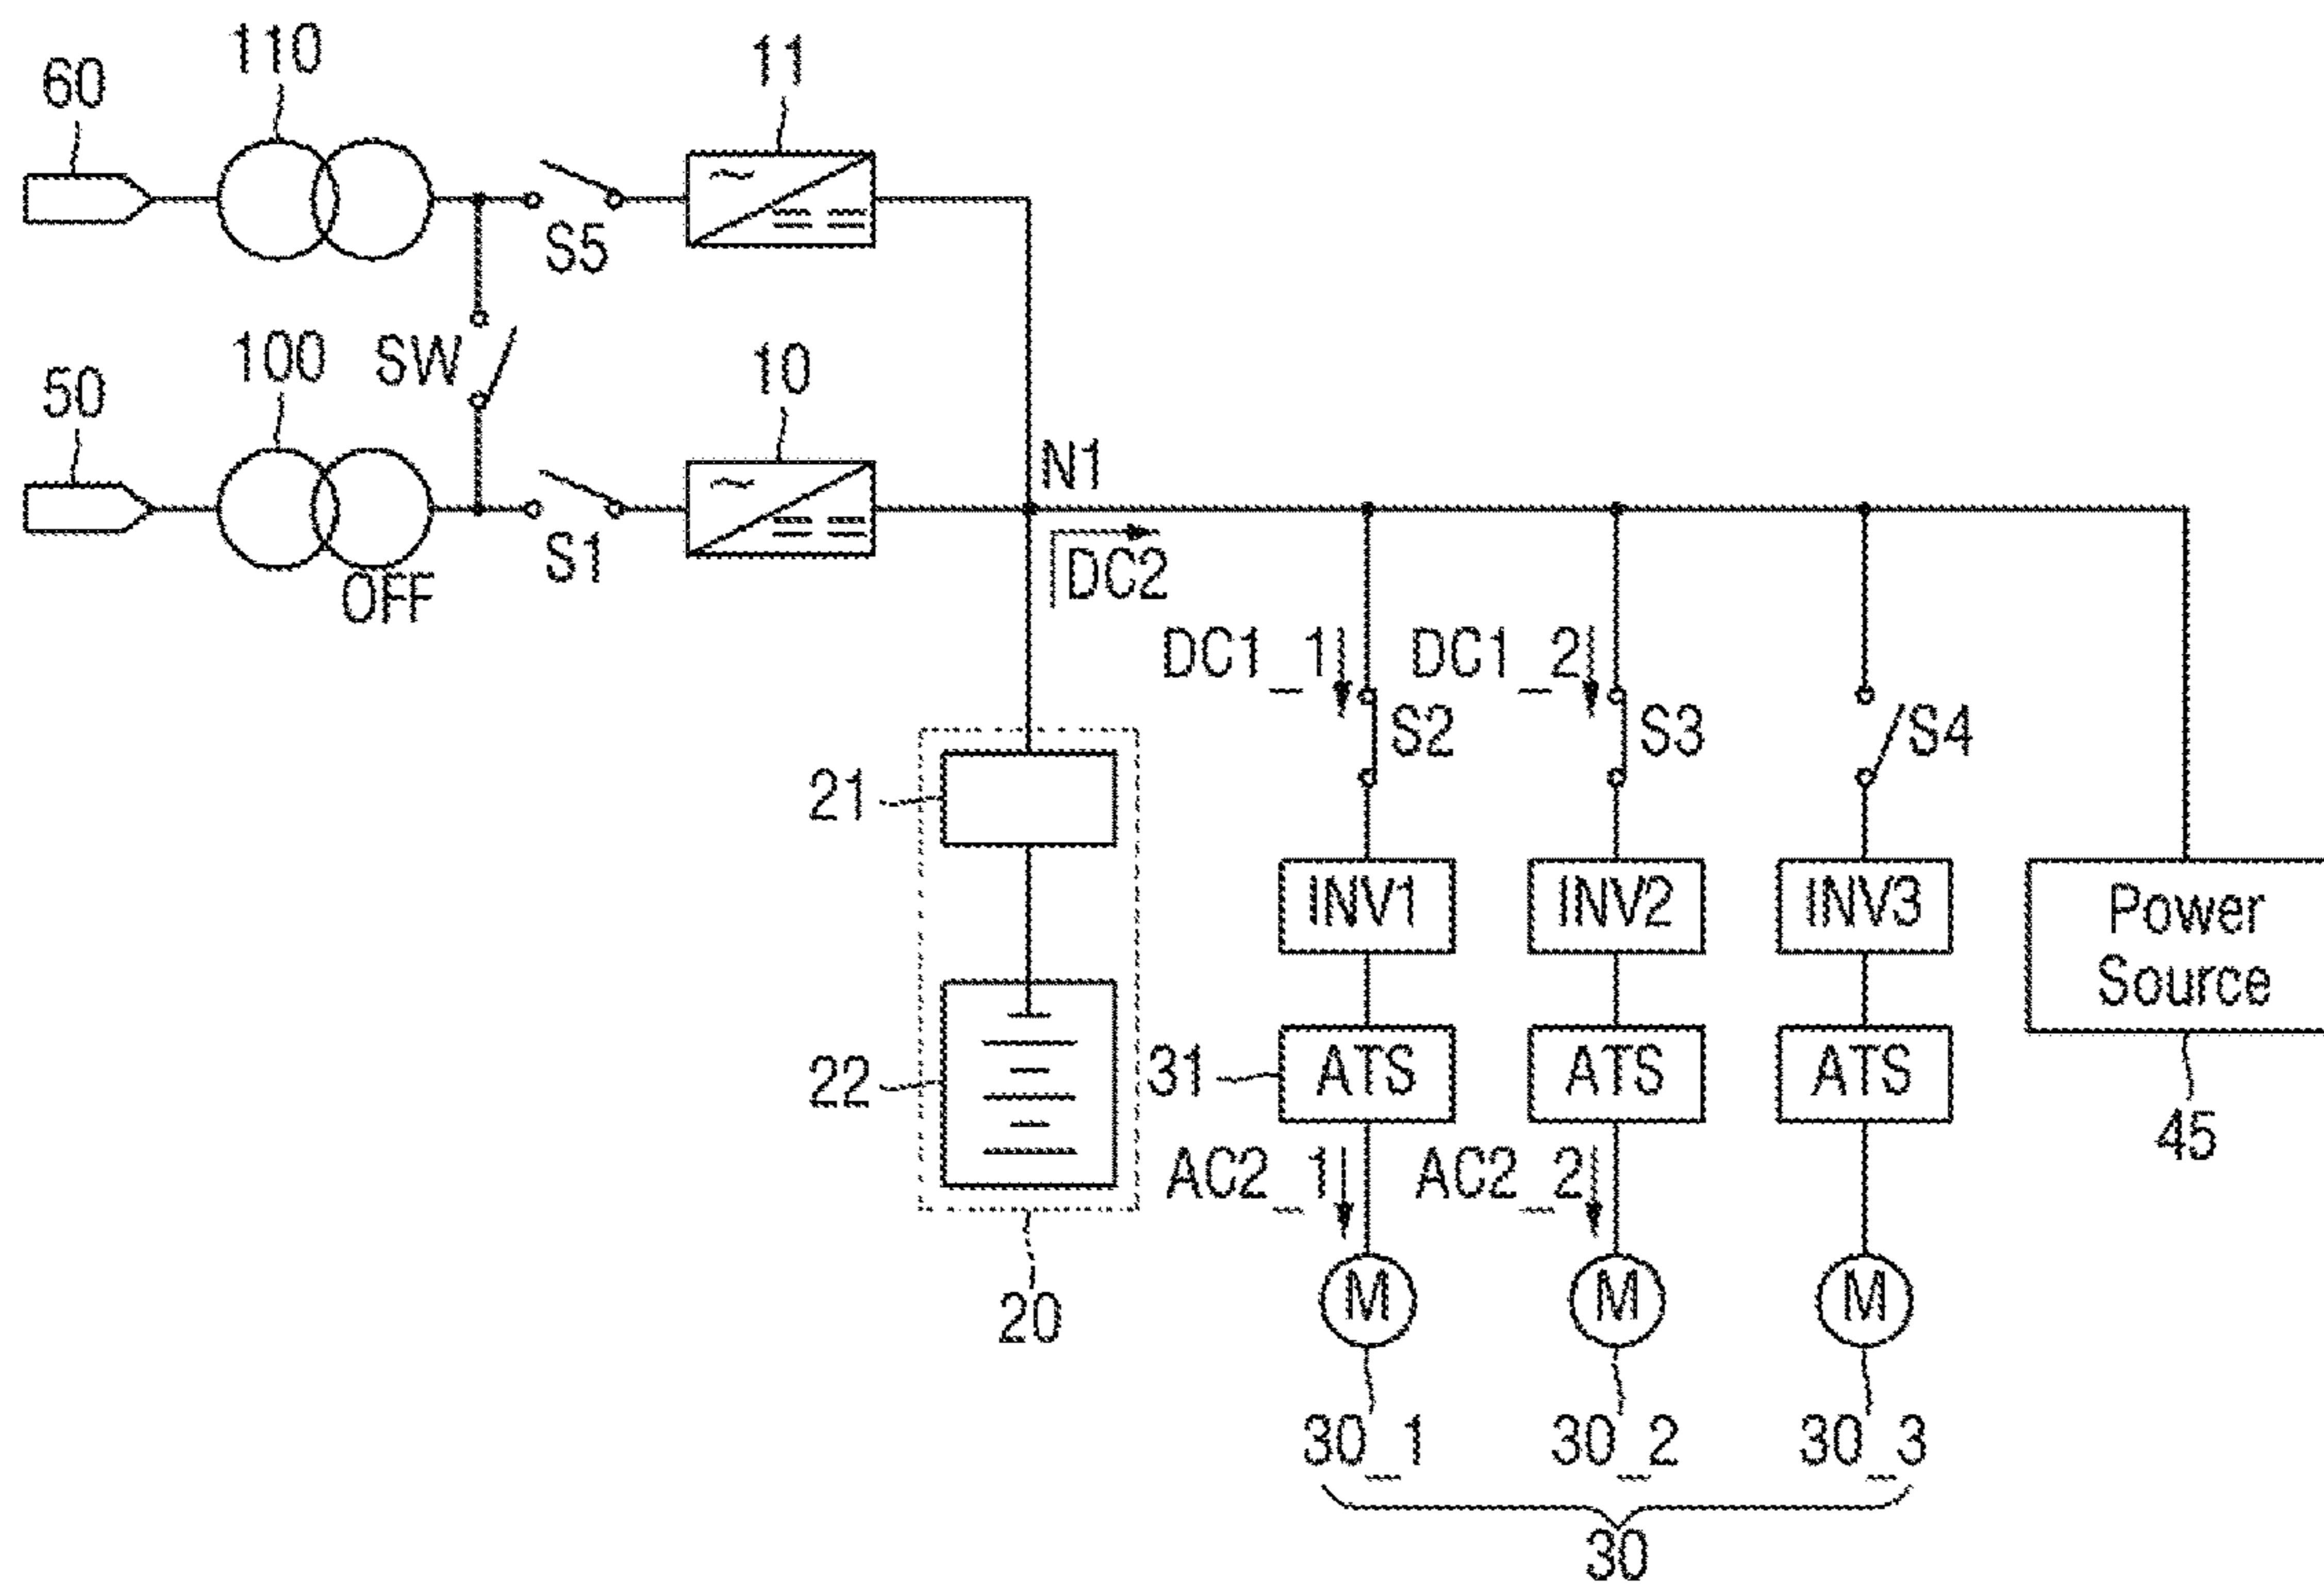 110
11
60
S5
100
SW
10
50
N1
S1
OFF
DC2
DC1_1
DC1_2
S2
S3
S4
21
INV1
INV2
INV3
Power
Source
22
31
ATS
ATS
ATS
45
AC2_1
AC2_2
20
M
M
M
30_1
30_2
30_3
30